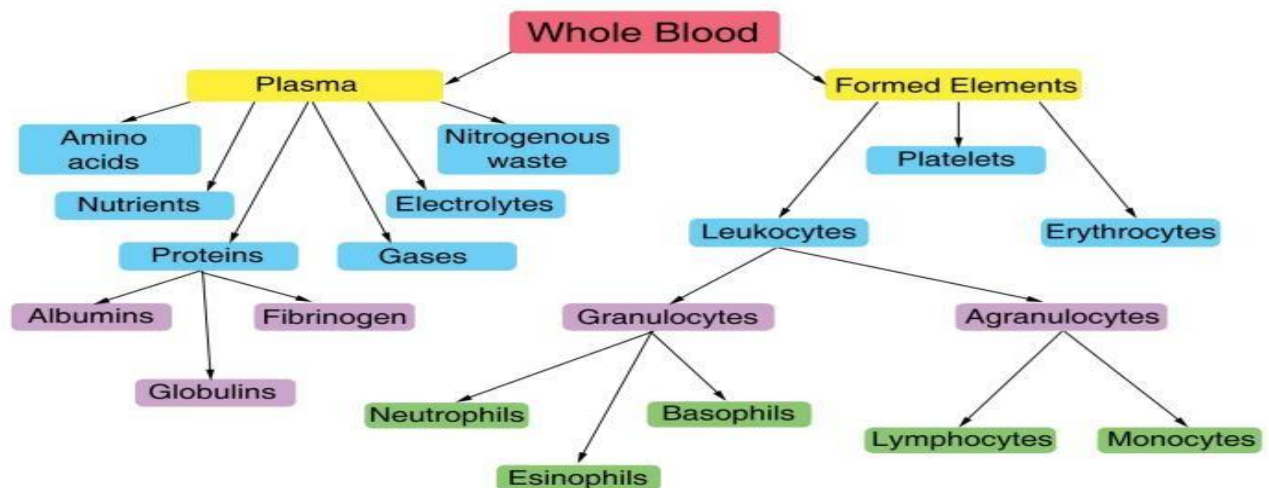 Whole Blood
Plasma
Formed Elements
Amino
acids
Nitrogenous
waste
Platelets
Nutrients
Electrolytes
Leukocytes
Erythrocytes
Proteins
Gases
Albumins
Fibrinogen
Granulocytes
Agranulocytes
Globulins
Neutrophils
Basophils
Lymphocytes
Monocytes
Esinophils